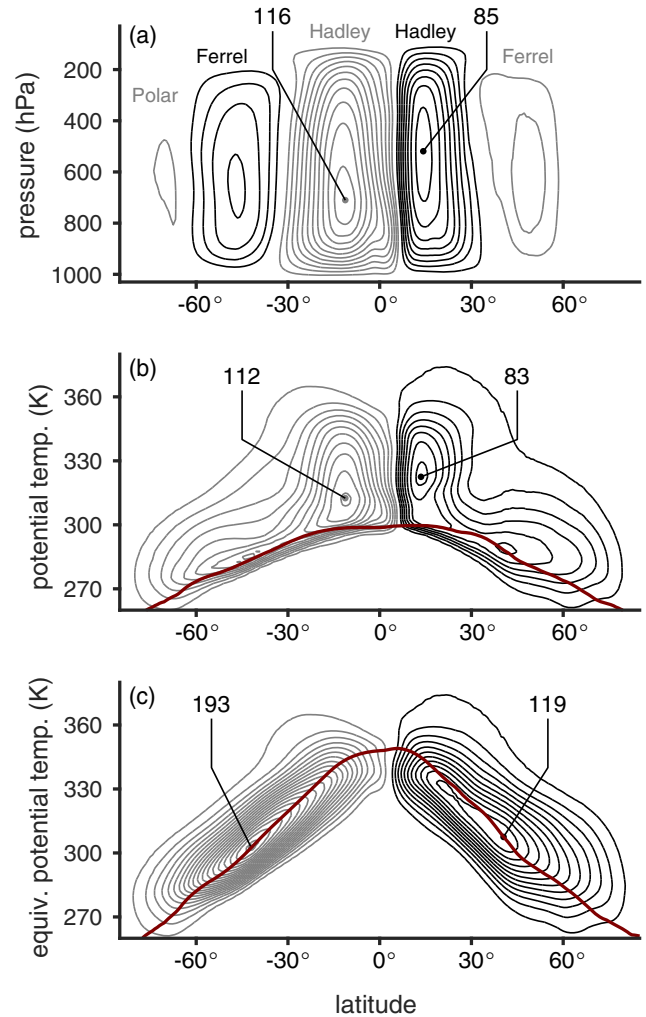 116 85
(a) Hadley Hadley
Ferrel Ferrel
Polar
pressure (hPa)
200
400
600
800
1000
-60° -30° 0° 30° 60°
(b)
112 83
potential temp. (K)
360
330
300
270
-60° -30° 0° 30° 60°
(c)
193 119
equiv. potential temp. (K)
360
330
300
270
-60° -30° 0° 30° 60°
latitude